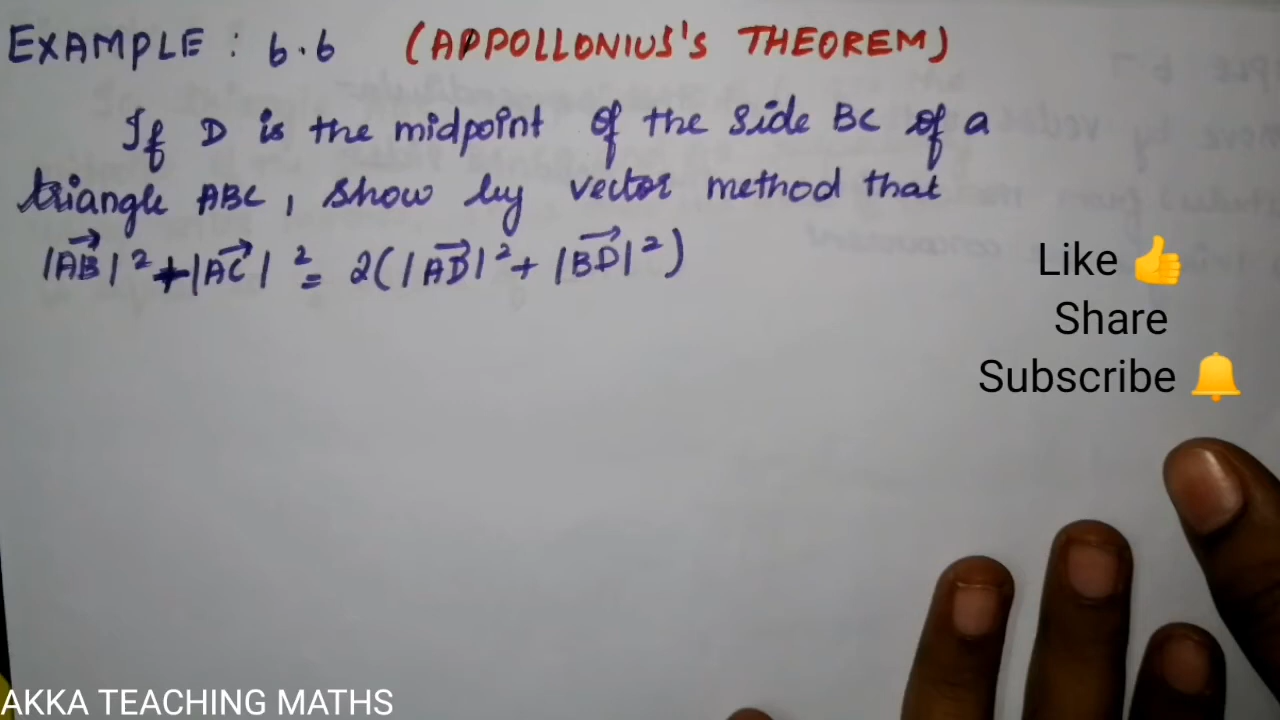 EXAMPLE : 6.6 (APPOLLONIUS'S THEOREM)
If D is the midpoint of the side BC of a
triangle ABC, show by vector method that
|AB⃗|² + |AC⃗|² = 2(|AD⃗|² + |BD⃗|²)
Like 👍
Share
Subscribe 🔔
AKKA TEACHING MATHS